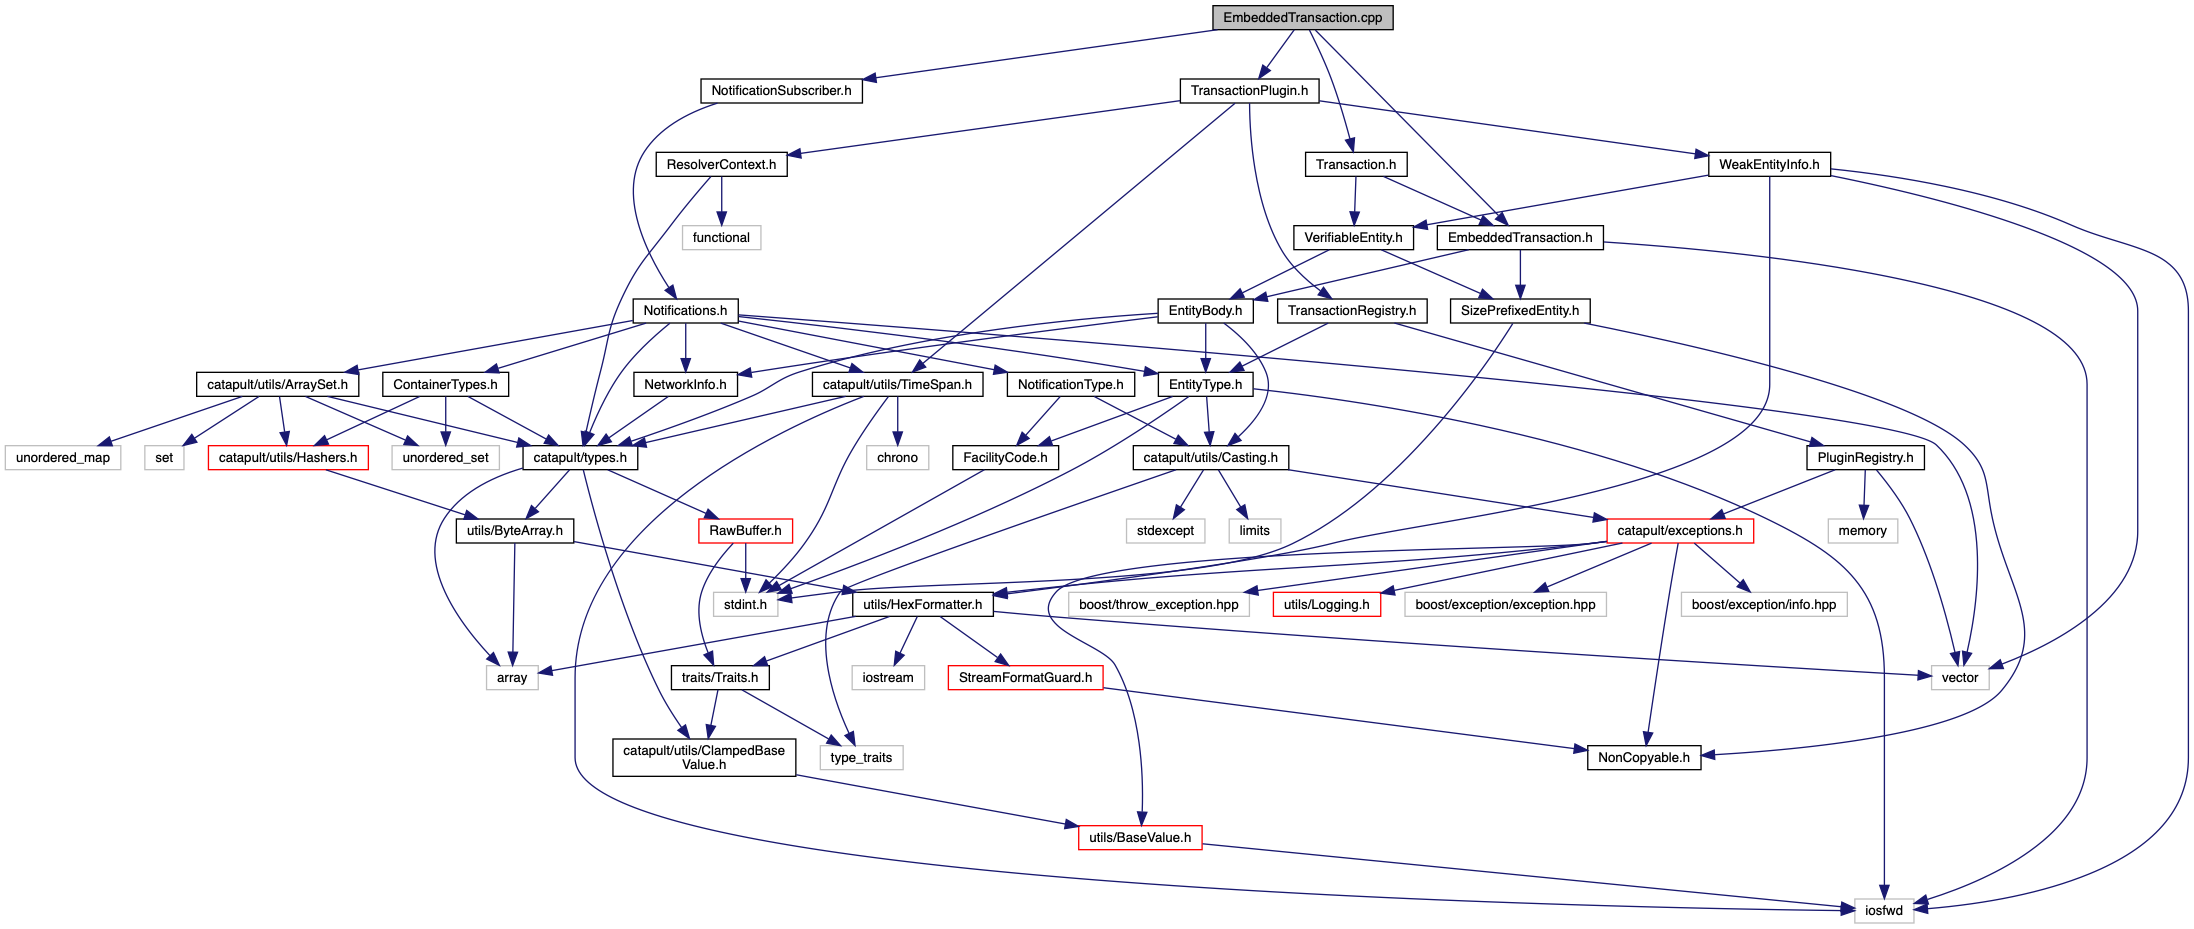 EmbeddedTransaction.cpp
NotificationSubscriber.h
TransactionPlugin.h
ResolverContext.h
Transaction.h
WeakEntityInfo.h
functional
VerifiableEntity.h
EmbeddedTransaction.h
Notifications.h
EntityBody.h
TransactionRegistry.h
SizePrefixedEntity.h
catapult/utils/ArraySet.h
ContainerTypes.h
NetworkInfo.h
catapult/utils/TimeSpan.h
NotificationType.h
EntityType.h
unordered_map
set
catapult/utils/Hashers.h
unordered_set
catapult/types.h
chrono
FacilityCode.h
catapult/utils/Casting.h
PluginRegistry.h
utils/ByteArray.h
RawBuffer.h
stdexcept
limits
catapult/exceptions.h
memory
stdint.h
utils/HexFormatter.h
boost/throw_exception.hpp
utils/Logging.h
boost/exception/exception.hpp
boost/exception/info.hpp
array
traits/Traits.h
iostream
StreamFormatGuard.h
vector
catapult/utils/ClampedBase
Value.h
type_traits
NonCopyable.h
utils/BaseValue.h
iosfwd